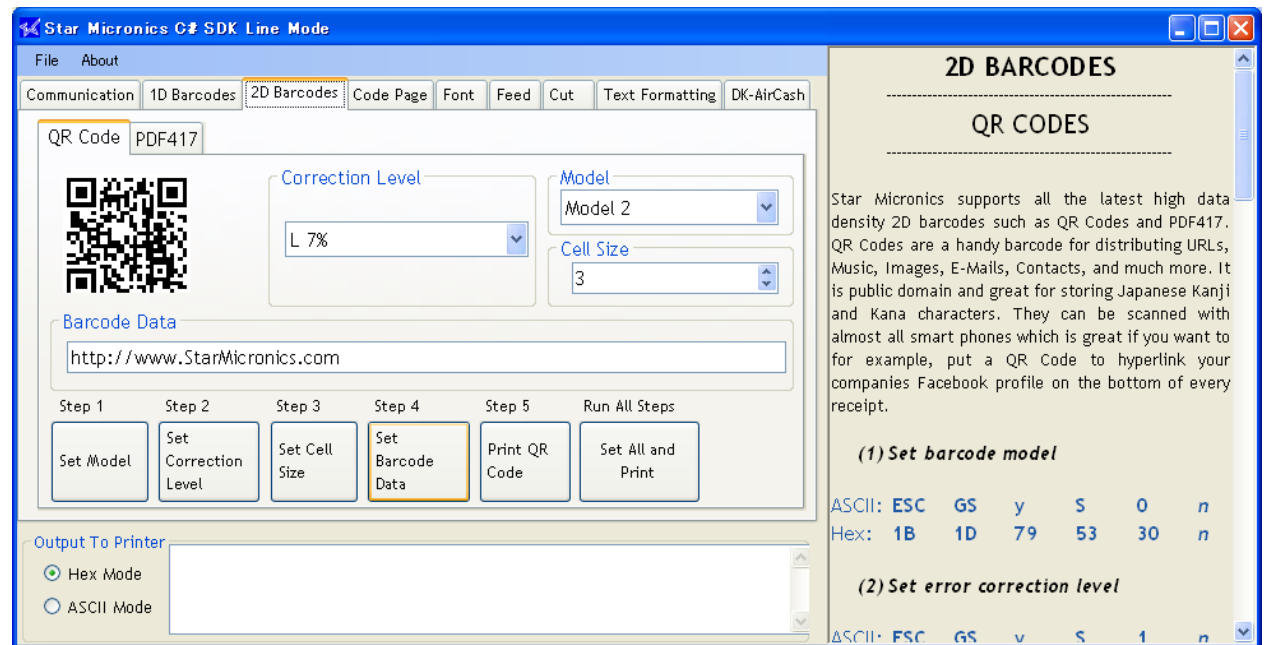 Star Micronics C# SDK Line Mode
File About
Communication 1D Barcodes 2D Barcodes Code Page Font Feed Cut Text Formatting DK-AirCash
QR Code PDF417
Correction Level
L 7%
Model
Model 2
Cell Size
3
Barcode Data
http://www.StarMicronics.com
Step 1 Step 2 Step 3 Step 4 Step 5 Run All Steps
Set Model
Set
Correction
Level
Set Cell
Size
Set
Barcode
Data
Print QR
Code
Set All and
Print
Output To Printer
Hex Mode
ASCII Mode
2D BARCODES
------------------------------------------------
QR CODES
------------------------------------------------
Star Micronics supports all the latest high data
density 2D barcodes such as QR Codes and PDF417.
QR Codes are a handy barcode for distributing URLs,
Music, Images, E-Mails, Contacts, and much more. It
is public domain and great for storing Japanese Kanji
and Kana characters. They can be scanned with
almost all smart phones which is great if you want to
for example, put a QR Code to hyperlink your
companies Facebook profile on the bottom of every
receipt.
(1) Set barcode model
ASCII: ESC GS y S 0 n
Hex: 1B 1D 79 53 30 n
(2) Set error correction level
ASCII: ESC GS y S 1 n